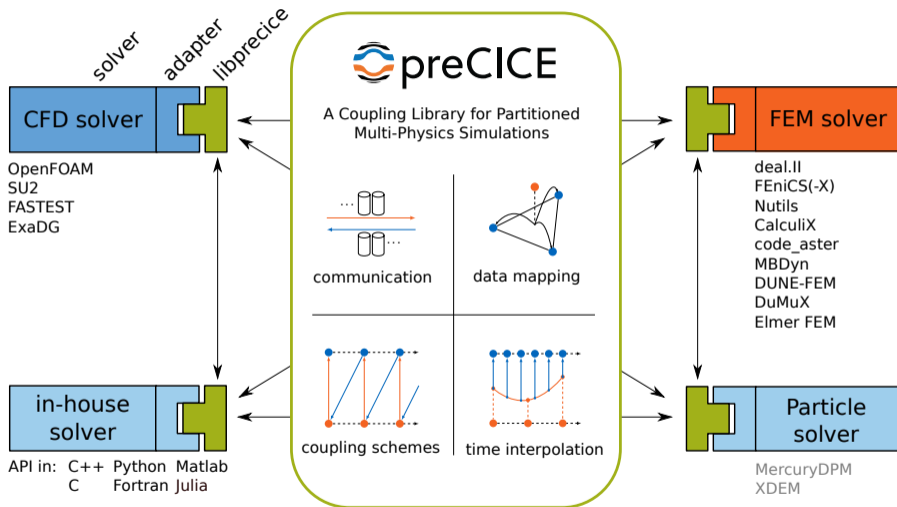 solver
adapter
libprecice
preCICE
A Coupling Library for Partitioned
Multi-Physics Simulations
CFD solver
OpenFOAM
SU2
FASTEST
ExaDG
FEM solver
deal.II
FEniCS(-X)
Nutils
CalculiX
code_aster
MBDyn
DUNE-FEM
DuMuX
Elmer FEM
...
...
communication
data mapping
coupling schemes
time interpolation
in-house
solver
API in: C++ Python Matlab
C Fortran Julia
Particle
solver
MercuryDPM
XDEM